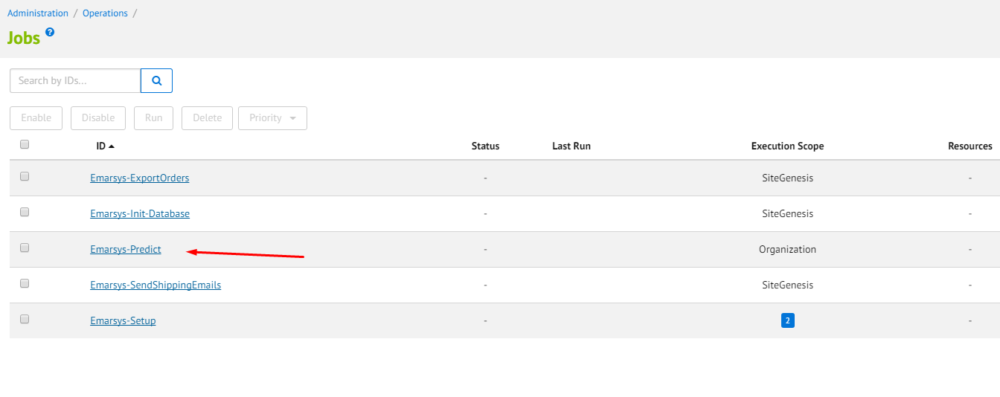 Administration / Operations /
Jobs ?
Search by IDs...
Enable Disable Run Delete Priority
ID Status Last Run Execution Scope Resources
Emarsys-ExportOrders - SiteGenesis -
Emarsys-Init-Database - SiteGenesis -
Emarsys-Predict - Organization -
Emarsys-SendShippingEmails - SiteGenesis -
Emarsys-Setup - 2 -